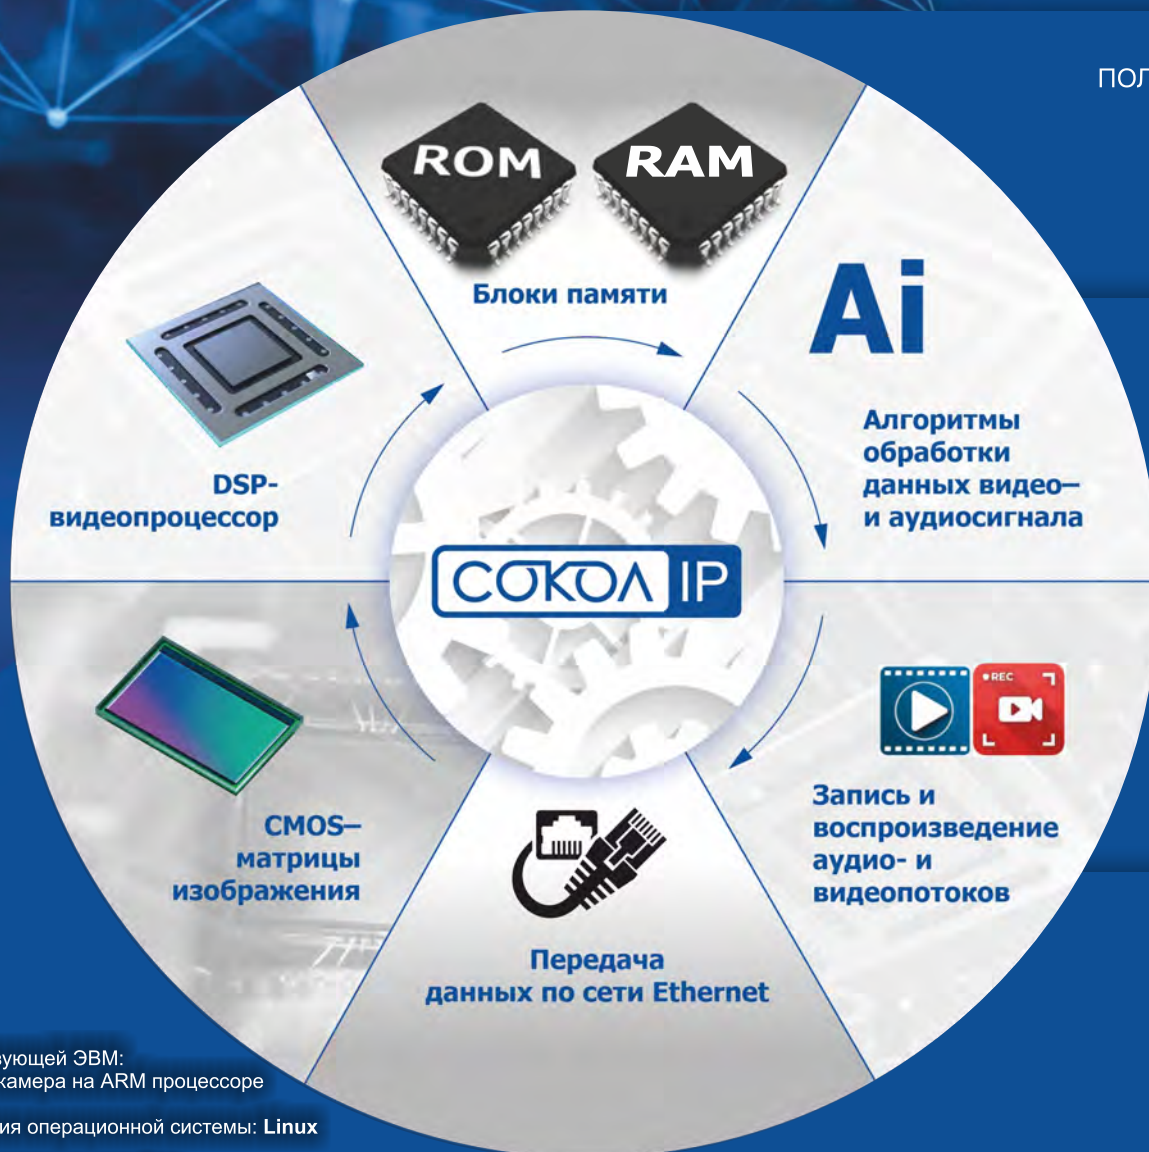 ПОЛ
ROM
RAM
Блоки памяти
Ai
Алгоритмы
обработки
данных видео–
и аудиосигнала
DSP-
видеопроцессор
СОКОЛ IP
REC
Запись и
воспроизведение
аудио- и
видеопотоков
CMOS–
матрицы
изображения
Передача
данных по сети Ethernet
вующей ЭВМ:
камера на ARM процессоре
ия операционной системы: Linux